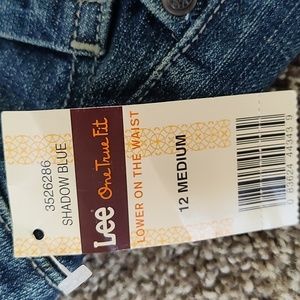 3526286
SHADOW BLUE
Lee One True Fit
LOWER ON THE WAIST
12 MEDIUM